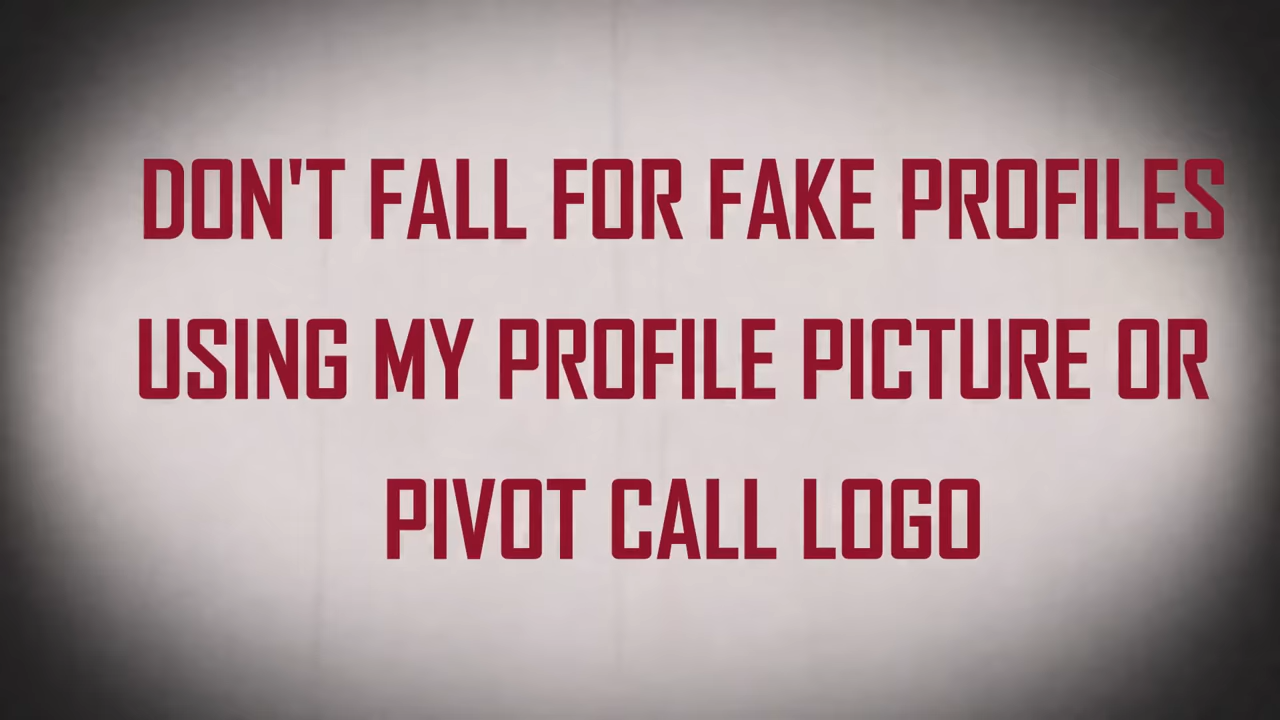 DON'T FALL FOR FAKE PROFILES
USING MY PROFILE PICTURE OR
PIVOT CALL LOGO